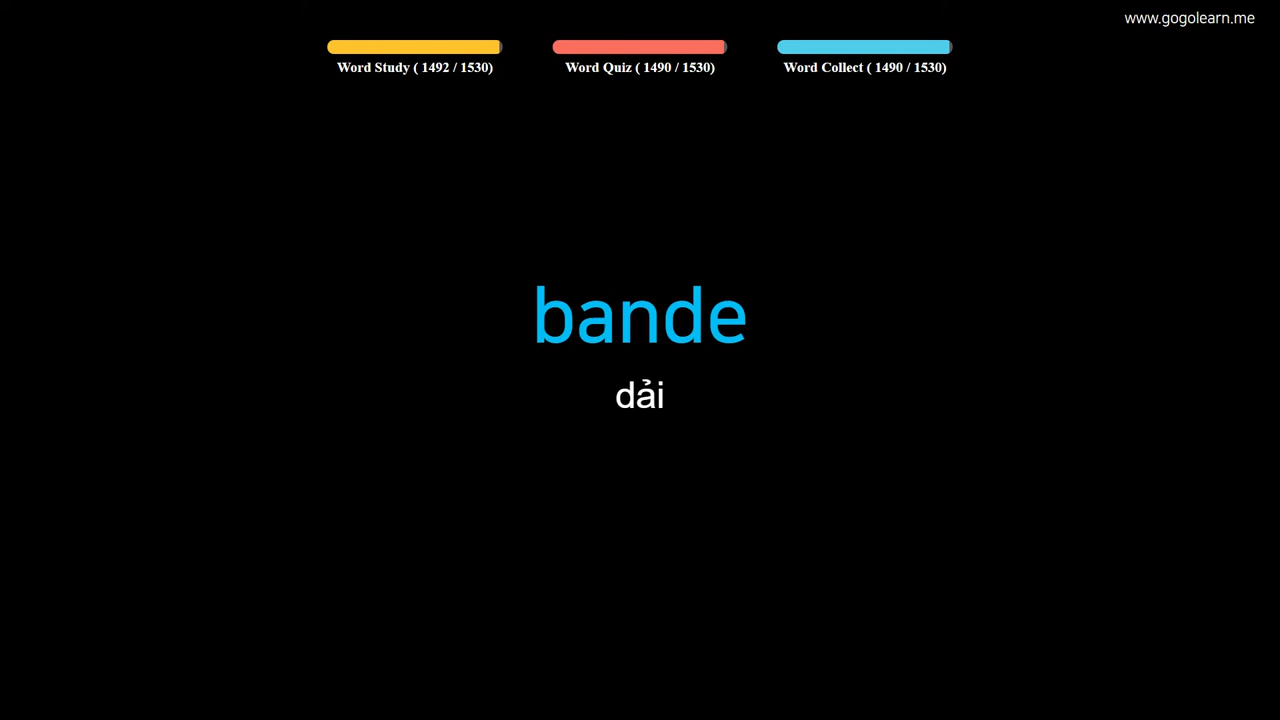 www.gogolearn.me
Word Study ( 1492 / 1530)
Word Quiz ( 1490 / 1530)
Word Collect ( 1490 / 1530)
bande
dải